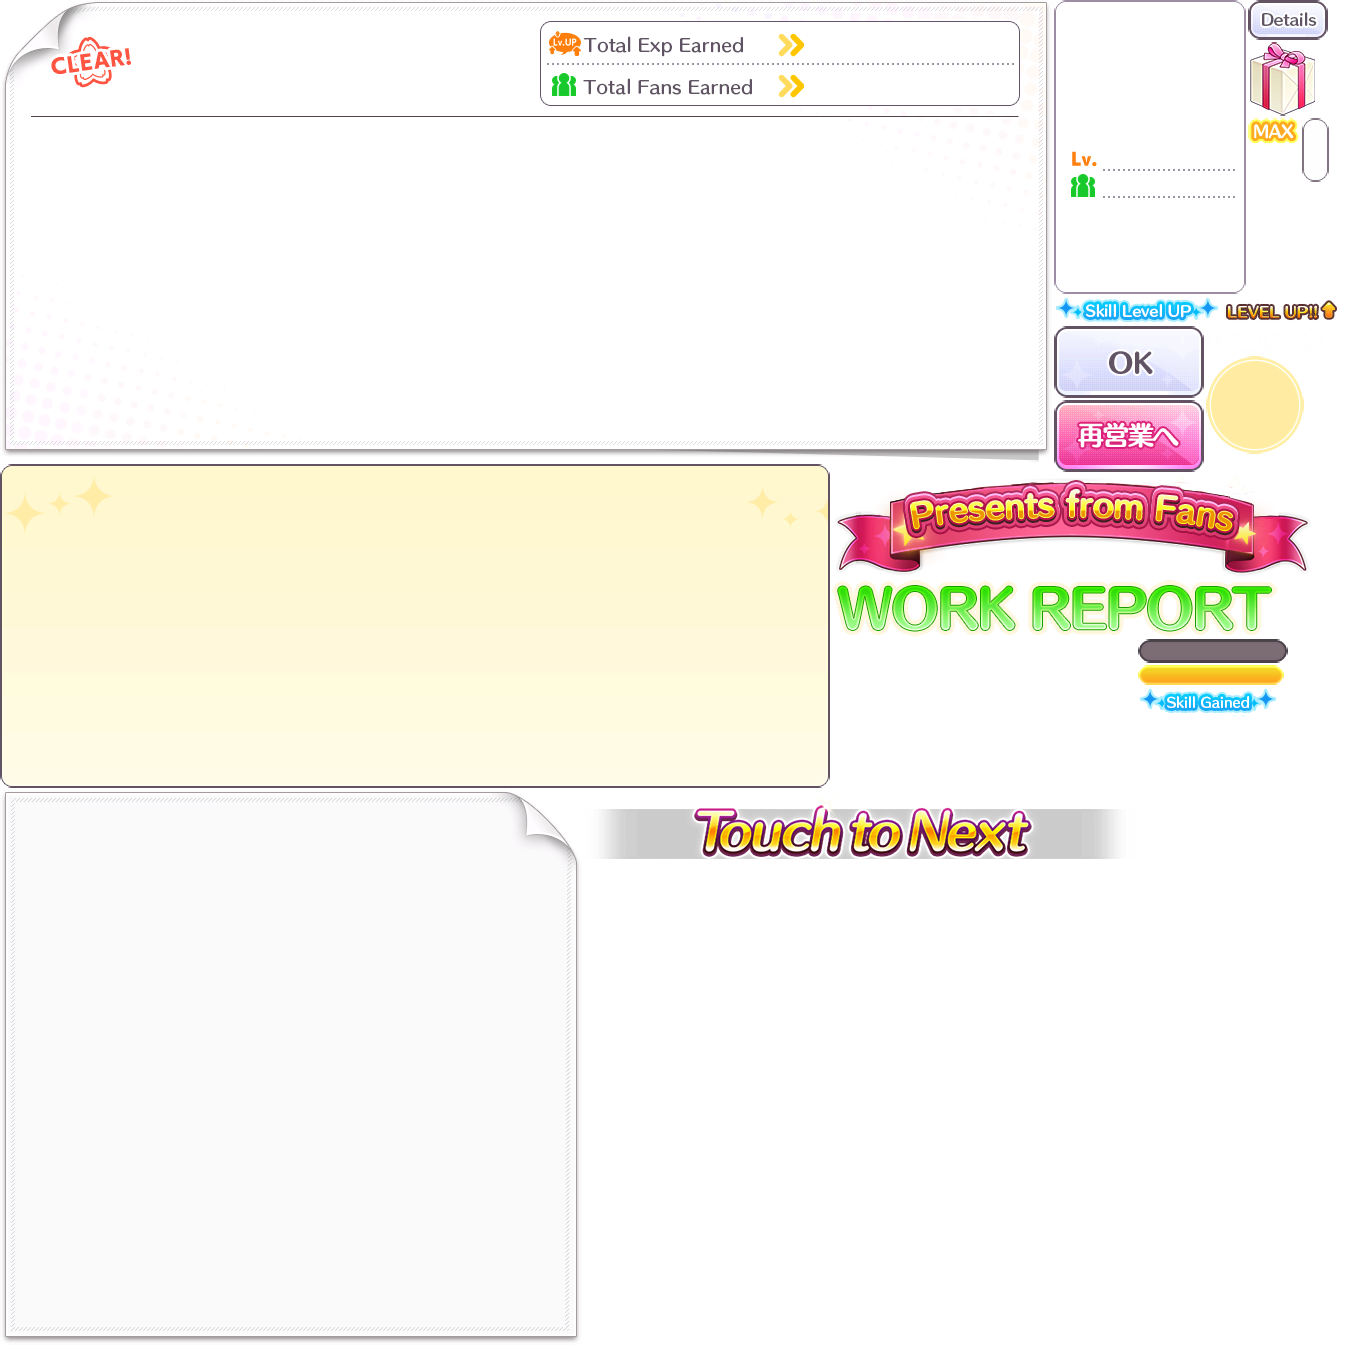 CLEAR!
Lv.UP Total Exp Earned
Total Fans Earned
Details
MAX
Lv.
Skill Level UP
LEVEL UP!!
OK
再営業へ
Presents from Fans
WORK REPORT
Skill Gained
Touch to Next